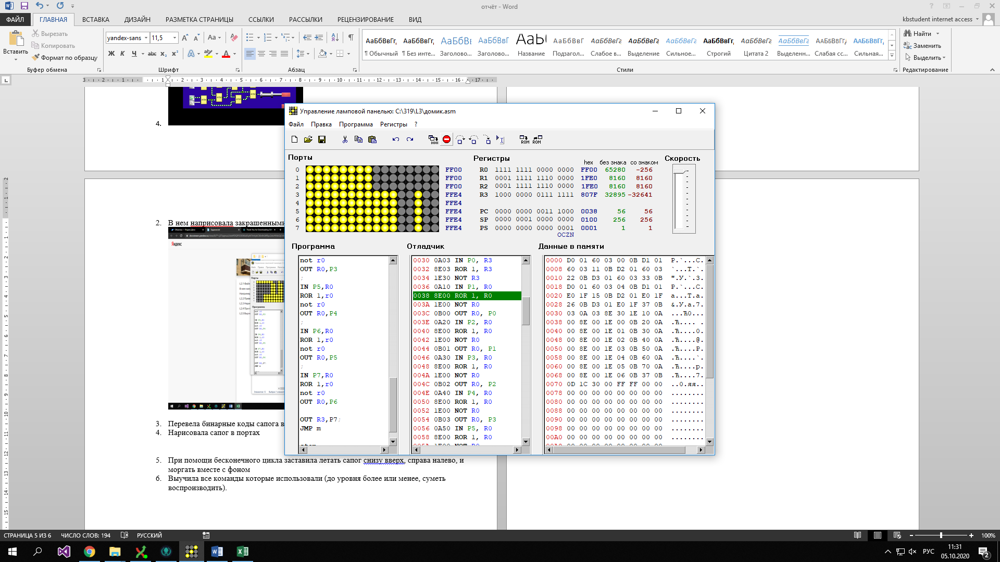 отчёт - Word
ФАЙЛ ГЛАВНАЯ ВСТАВКА ДИЗАЙН РАЗМЕТКА СТРАНИЦЫ ССЫЛКИ РАССЫЛКИ РЕЦЕНЗИРОВАНИЕ ВИД kbstudent internet access
Вставить Вырезать Копировать Формат по образцу
yandex-sans 11,5
Найти Заменить Выделить
¶ Обычный ¶ Без инте... Заголово... Заголово... Название Подзагол... Слабое в... Выделение Сильное... Строгий Цитата 2 Выделенн... Слабая сс... Сильная...
Буфер обмена Шрифт Абзац Стили Редактирование
4.
2. В нем наприсовала закрашенными
Яндекс
3. Перевела бинарные коды сапога в
4. Нарисовала сапог в портах
5. При помощи бесконечного цикла заставила летать сапог снизу вверх, справа налево, и
моргать вместе с фоном
6. Выучила все команды которые использовали (до уровня более или менее, суметь
воспроизводить).
Управление ламповой панелью: C:\319\L3\домик.asm
Файл Правка Программа Регистры ?
Порты Регистры hex без знака со знаком Скорость
0 FF00 R0 1111 1111 0000 0000 FF00 65280 -256
1 FF00 R1 0001 1111 1110 0000 1FE0 8160 8160
2 FF00 R2 0001 1111 1110 0000 1FE0 8160 8160
3 FFE4 R3 1000 0000 0111 1111 807F 32895 -32641
4 FFE4
5 FFE4 PC 0000 0000 0011 1000 0038 56 56
6 FFE4 SP 0000 0001 0000 0000 0100 256 256
7 FFE4 PS 0000 0000 0000 0001 0001 1 1
OCZN
Программа
not r0
OUT R0,P3
;
IN P5,R0
ROR 1,r0
not r0
OUT R0,P4
;
IN P6,R0
ROR 1,r0
not r0
OUT R0,P5
;
IN P7,R0
ROR 1,r0
not r0
OUT R0,P6
OUT R3,P7;
JMP m
Отладчик
0030 0A03 IN P0, R3
0032 8E03 ROR 1, R3
0034 1E30 NOT R3
0036 0A10 IN P1, R0
0038 8E00 ROR 1, R0
003A 1E00 NOT R0
003C 0B00 OUT R0, P0
003E 0A20 IN P2, R0
0040 8E00 ROR 1, R0
0042 1E00 NOT R0
0044 0B01 OUT R0, P1
0046 0A30 IN P3, R0
0048 8E00 ROR 1, R0
004A 1E00 NOT R0
004C 0B02 OUT R0, P2
004E 0A40 IN P4, R0
0050 8E00 ROR 1, R0
0052 1E00 NOT R0
0054 0B03 OUT R0, P3
0056 0A50 IN P5, R0
0058 8E00 ROR 1, R0
Данные в памяти
0000 D0 01 60 03 00 0B D1 01 Р.`...С.
0008 60 03 11 0B D2 01 60 03 `...Т.`.
0010 22 0B D3 01 60 03 33 0B ".У.`.3.
0018 D0 01 60 03 04 0B D1 01 Р.`...С.
0020 E0 1F 15 0B D2 01 E0 1F а...Т.а.
0028 26 0B D3 01 E0 1F 37 0B &.У.а.7.
0030 03 0A 03 8E 30 1E 10 0A ...Ћ0...
0038 00 8E 00 1E 00 0B 20 0A .Ћ.... .
0040 00 8E 00 1E 01 0B 30 0A .Ћ....0.
0048 00 8E 00 1E 02 0B 40 0A .Ћ....@.
0050 00 8E 00 1E 03 0B 50 0A .Ћ....P.
0058 00 8E 00 1E 04 0B 60 0A .Ћ....`.
0060 00 8E 00 1E 05 0B 70 0A .Ћ....p.
0068 00 8E 00 1E 06 0B 37 0B .Ћ....7.
0070 0D 1C 30 00 FF FF 00 00 ..0.яя..
0078 00 00 00 00 00 00 00 00 ........
0080 00 00 00 00 00 00 00 00 ........
0088 00 00 00 00 00 00 00 00 ........
0090 00 00 00 00 00 00 00 00 ........
0098 00 00 00 00 00 00 00 00 ........
00A0 00 00 00 00 00 00 00 00 ........
СТРАНИЦА 5 ИЗ 6 ЧИСЛО СЛОВ: 194 РУССКИЙ 100%
РУС 11:31
05.10.2020 2